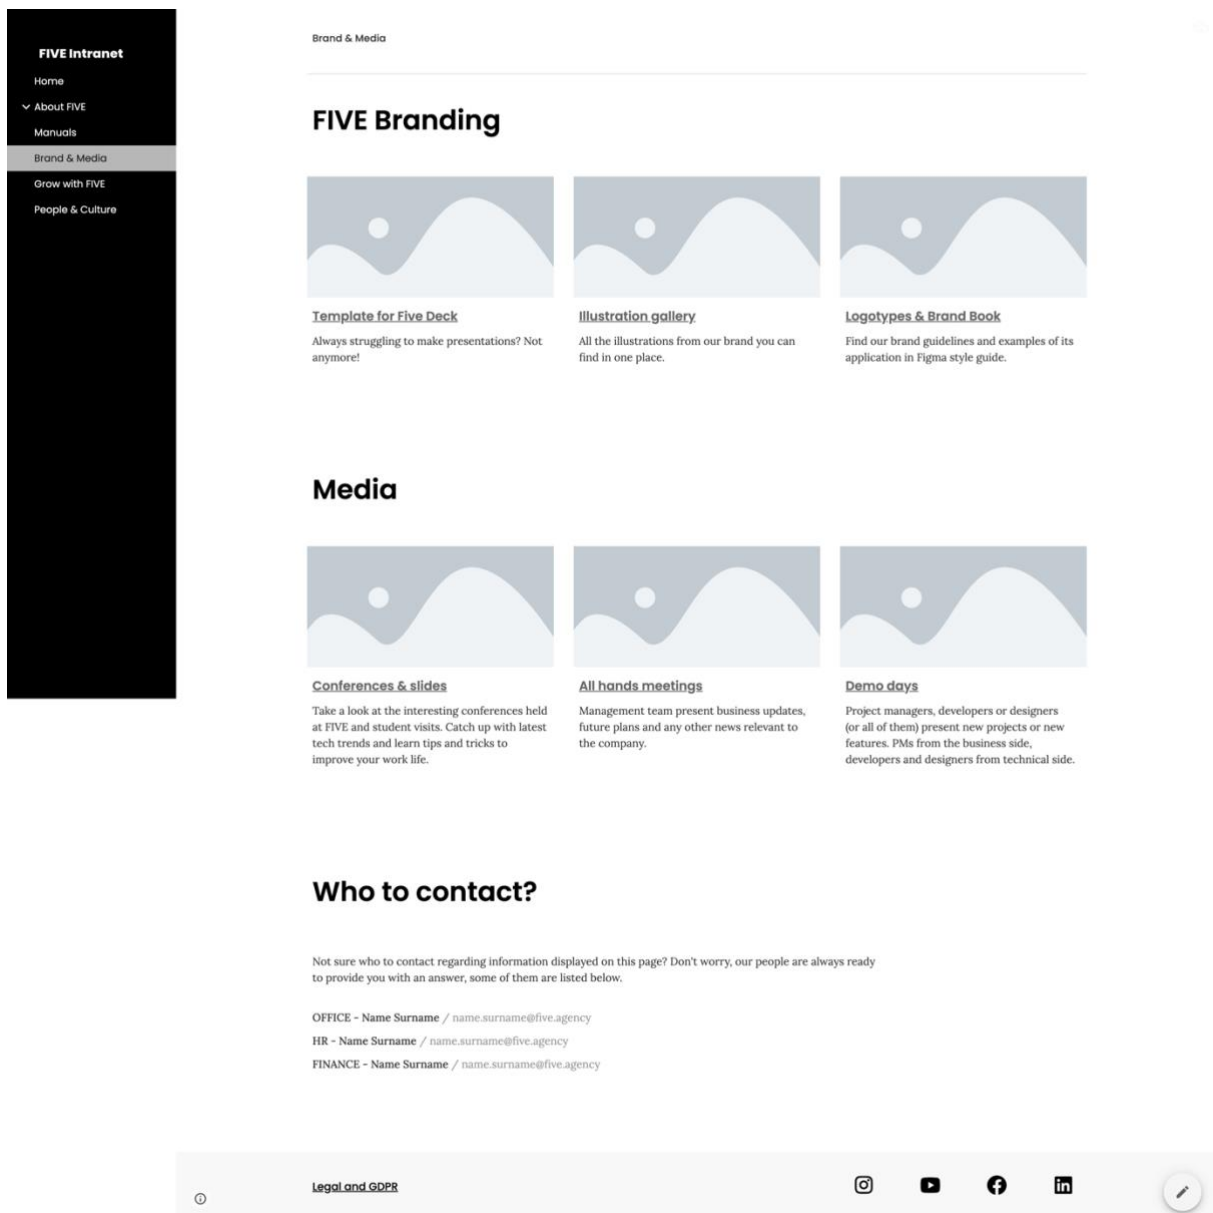 FIVE Intranet
Home
About FIVE
Manuals
Brand & Media
Grow with FIVE
People & Culture
Brand & Media
FIVE Branding
Template for Five Deck
Always struggling to make presentations? Not
anymore!
Illustration gallery
All the illustrations from our brand you can
find in one place.
Logotypes & Brand Book
Find our brand guidelines and examples of its
application in Figma style guide.
Media
Conferences & slides
Take a look at the interesting conferences held
at FIVE and student visits. Catch up with latest
tech trends and learn tips and tricks to
improve your work life.
All hands meetings
Management team present business updates,
future plans and any other news relevant to
the company.
Demo days
Project managers, developers or designers
(or all of them) present new projects or new
features. PMs from the business side,
developers and designers from technical side.
Who to contact?
Not sure who to contact regarding information displayed on this page? Don't worry, our people are always ready
to provide you with an answer, some of them are listed below.
OFFICE - Name Surname / name.surname@five.agency
HR - Name Surname / name.surname@five.agency
FINANCE - Name Surname / name.surname@five.agency
Legal and GDPR